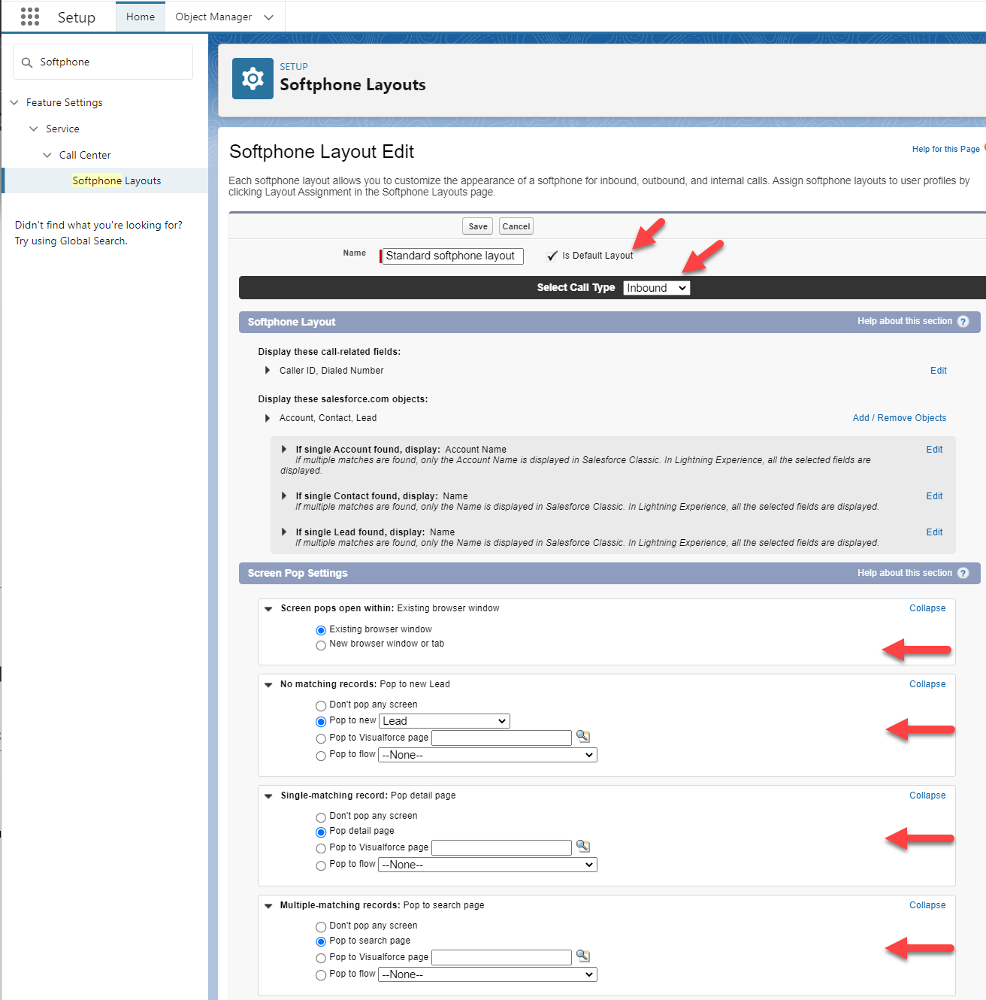 Setup
Home
Object Manager
Softphone
Feature Settings
Service
Call Center
Softphone Layouts
Didn't find what you're looking for?
Try using Global Search.
SETUP
Softphone Layouts
Softphone Layout Edit
Help for this Page
Each softphone layout allows you to customize the appearance of a softphone for inbound, outbound, and internal calls. Assign softphone layouts to user profiles by
clicking Layout Assignment in the Softphone Layouts page.
Save Cancel
Name Standard softphone layout Is Default Layout
Select Call Type Inbound
Softphone Layout Help about this section ?
Display these call-related fields:
Caller ID, Dialed Number Edit
Display these salesforce.com objects:
Account, Contact, Lead Add / Remove Objects
If single Account found, display: Account Name Edit
If multiple matches are found, only the Account Name is displayed in Salesforce Classic. In Lightning Experience, all the selected fields are
displayed.
If single Contact found, display: Name Edit
If multiple matches are found, only the Name is displayed in Salesforce Classic. In Lightning Experience, all the selected fields are displayed.
If single Lead found, display: Name Edit
If multiple matches are found, only the Name is displayed in Salesforce Classic. In Lightning Experience, all the selected fields are displayed.
Screen Pop Settings Help about this section ?
Screen pops open within: Existing browser window Collapse
Existing browser window
New browser window or tab
No matching records: Pop to new Lead Collapse
Don't pop any screen
Pop to new Lead
Pop to Visualforce page
Pop to flow --None--
Single-matching record: Pop detail page Collapse
Don't pop any screen
Pop detail page
Pop to Visualforce page
Pop to flow --None--
Multiple-matching records: Pop to search page Collapse
Don't pop any screen
Pop to search page
Pop to Visualforce page
Pop to flow --None--